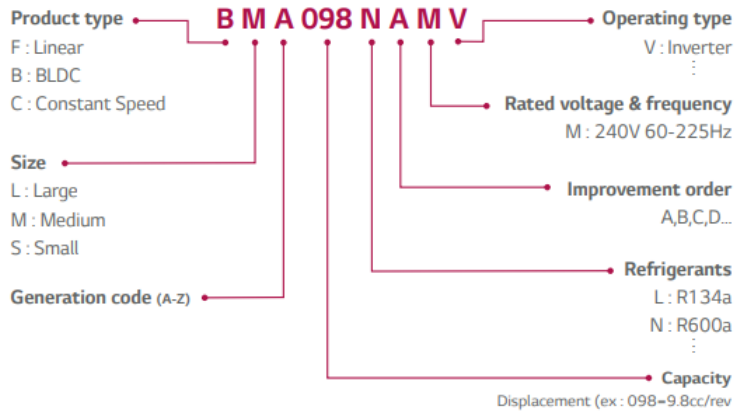 B M A 098 N A M V
Product type
F : Linear
B : BLDC
C : Constant Speed
Size
L : Large
M : Medium
S : Small
Generation code (A-Z)
Operating type
V : Inverter
⋮
Rated voltage & frequency
M : 240V 60-225Hz
Improvement order
A,B,C,D...
Refrigerants
L : R134a
N : R600a
⋮
Capacity
Displacement (ex : 098=9.8cc/rev